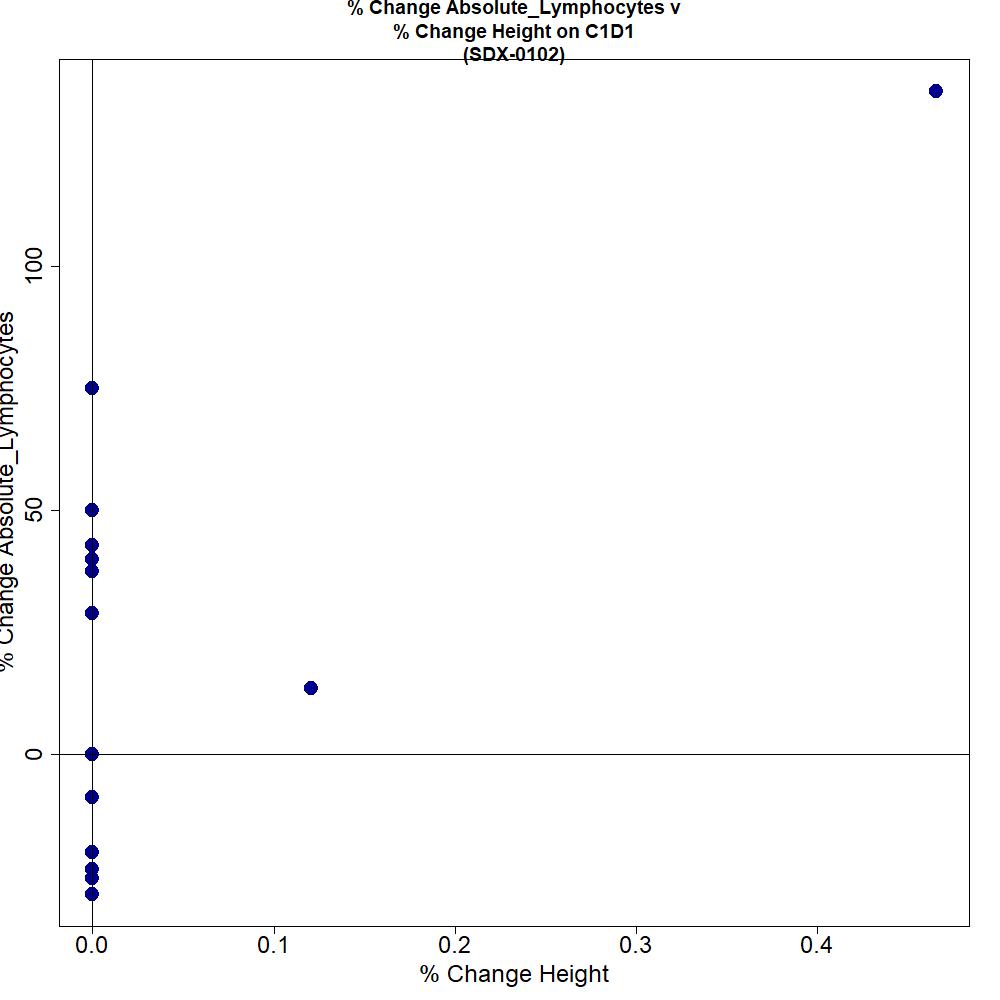 % Change Absolute_Lymphocytes v
% Change Height on C1D1
(SDX-0102)
% Change Absolute_Lymphocytes
100
50
0
0.0
0.1
0.2
0.3
0.4
% Change Height